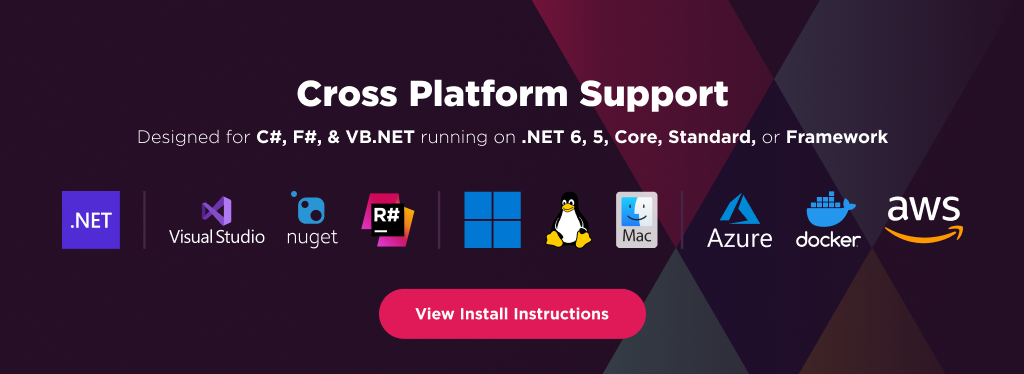 Cross Platform Support
Designed for C#, F#, & VB.NET running on .NET 6, 5, Core, Standard, or Framework
.NET
Visual Studio
nuget
R#
Mac
Azure
docker
aws
View Install Instructions